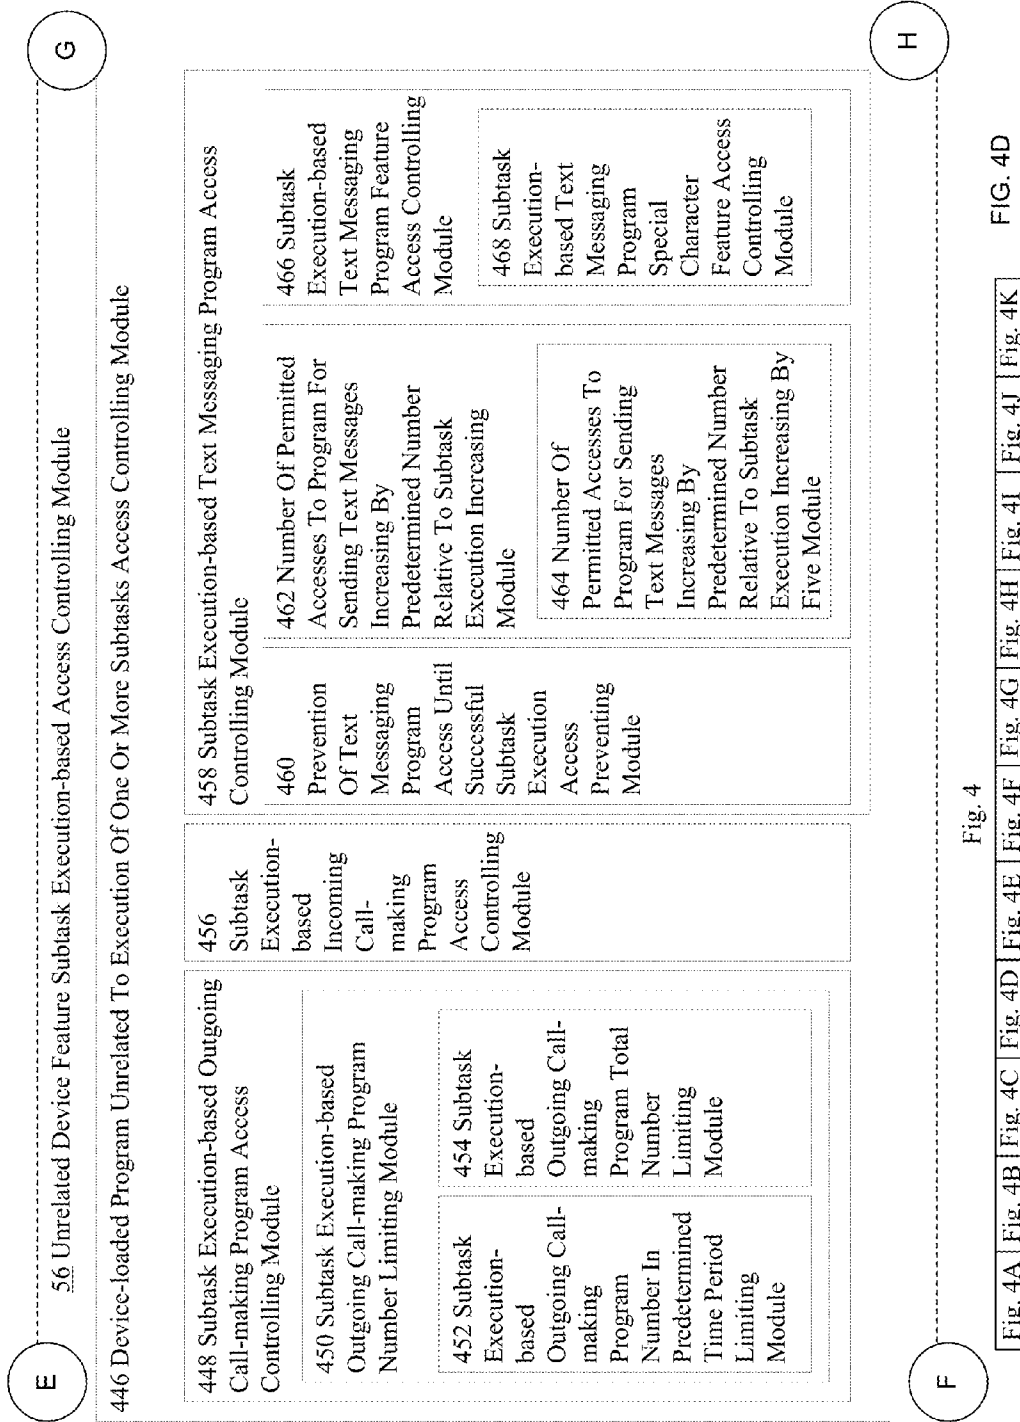 E
G
56 Unrelated Device Feature Subtask Execution-based Access Controlling Module
446 Device-loaded Program Unrelated To Execution Of One Or More Subtasks Access Controlling Module
448 Subtask Execution-based Outgoing
Call-making Program Access
Controlling Module
450 Subtask Execution-based
Outgoing Call-making Program
Number Limiting Module
452 Subtask
Execution-
based
Outgoing Call-
making
Program
Number In
Predetermined
Time Period
Limiting
Module
454 Subtask
Execution-
based
Outgoing Call-
making
Program Total
Number
Limiting
Module
456
Subtask
Execution-
based
Incoming
Call-
making
Program
Access
Controlling
Module
458 Subtask Execution-based Text Messaging Program Access
Controlling Module
460
Prevention
Of Text
Messaging
Program
Access Until
Successful
Subtask
Execution
Access
Preventing
Module
462 Number Of Permitted
Accesses To Program For
Sending Text Messages
Increasing By
Predetermined Number
Relative To Subtask
Execution Increasing
Module
464 Number Of
Permitted Accesses To
Program For Sending
Text Messages
Increasing By
Predetermined Number
Relative To Subtask
Execution Increasing By
Five Module
466 Subtask
Execution-based
Text Messaging
Program Feature
Access Controlling
Module
468 Subtask
Execution-
based Text
Messaging
Program
Special
Character
Feature Access
Controlling
Module
F
H
Fig. 4
Fig. 4A Fig. 4B Fig. 4C Fig. 4D Fig. 4E Fig. 4F Fig. 4G Fig. 4H Fig. 4I Fig. 4J Fig. 4K
FIG. 4D